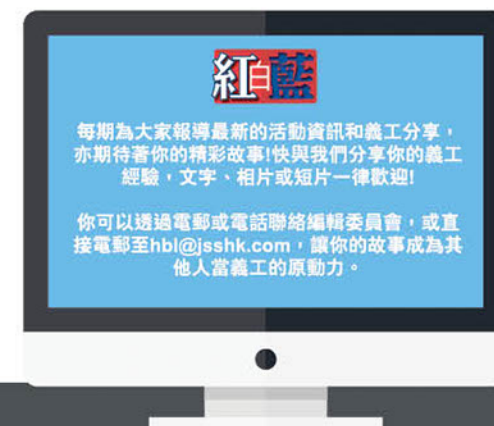 紅白藍
每期為大家報導最新的活動資訊和義工分享，
亦期待著你的精彩故事!快與我們分享你的義工
經驗，文字、相片或短片一律歡迎!
你可以透過電郵或電話聯絡編輯委員會，或直
接電郵至hbl@jsshk.com，讓你的故事成為其
他人當義工的原動力。